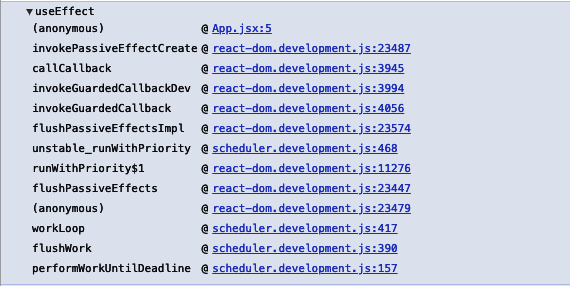 ▼useEffect
(anonymous) @ App.jsx:5
invokePassiveEffectCreate @ react-dom.development.js:23487
callCallback @ react-dom.development.js:3945
invokeGuardedCallbackDev @ react-dom.development.js:3994
invokeGuardedCallback @ react-dom.development.js:4056
flushPassiveEffectsImpl @ react-dom.development.js:23574
unstable_runWithPriority @ scheduler.development.js:468
runWithPriority$1 @ react-dom.development.js:11276
flushPassiveEffects @ react-dom.development.js:23447
(anonymous) @ react-dom.development.js:23479
workLoop @ scheduler.development.js:417
flushWork @ scheduler.development.js:390
performWorkUntilDeadline @ scheduler.development.js:157